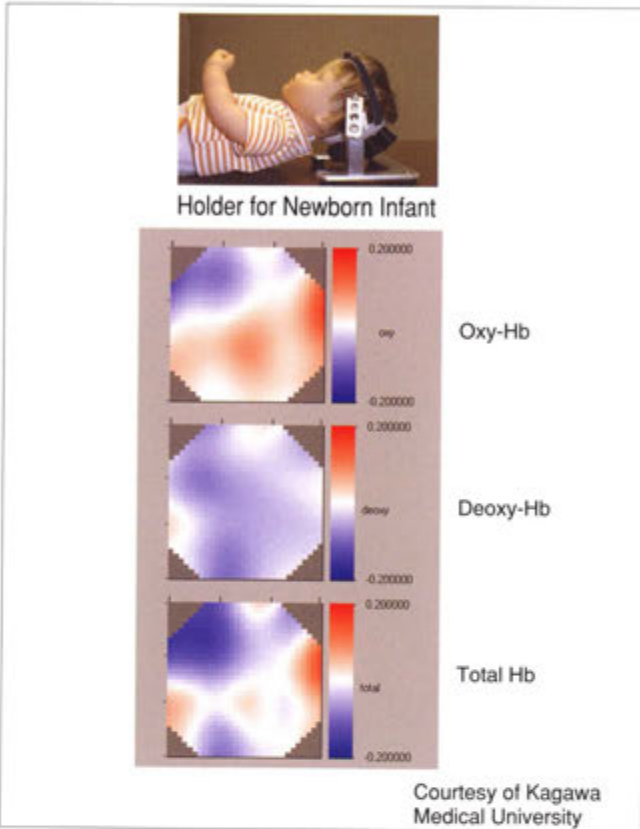 Holder for Newborn Infant
0.200000
oxy
-0.200000
Oxy-Hb
0.200000
deoxy
-0.200000
Deoxy-Hb
0.200000
total
-0.200000
Total Hb
Courtesy of Kagawa
Medical University